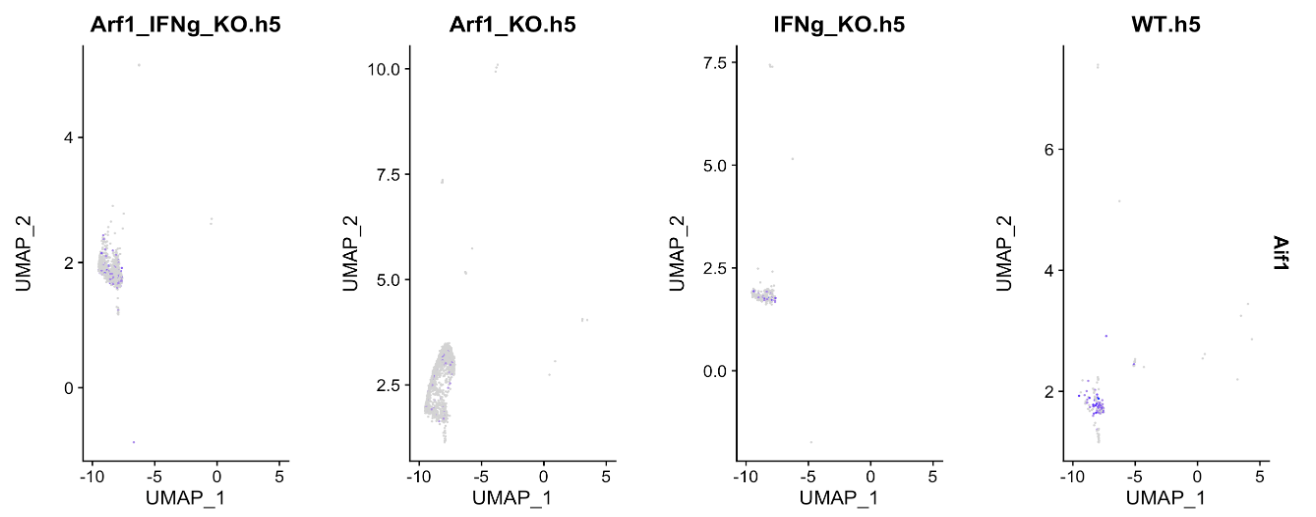 Arf1_IFNg_KO.h5
UMAP_2
4
2
0
-10 -5 0 5
UMAP_1
Arf1_KO.h5
UMAP_2
10.0
7.5
5.0
2.5
-10 -5 0 5
UMAP_1
IFNg_KO.h5
UMAP_2
7.5
5.0
2.5
0.0
-10 -5 0 5
UMAP_1
WT.h5
UMAP_2
6
4
2
-10 -5 0 5
UMAP_1
Aif1